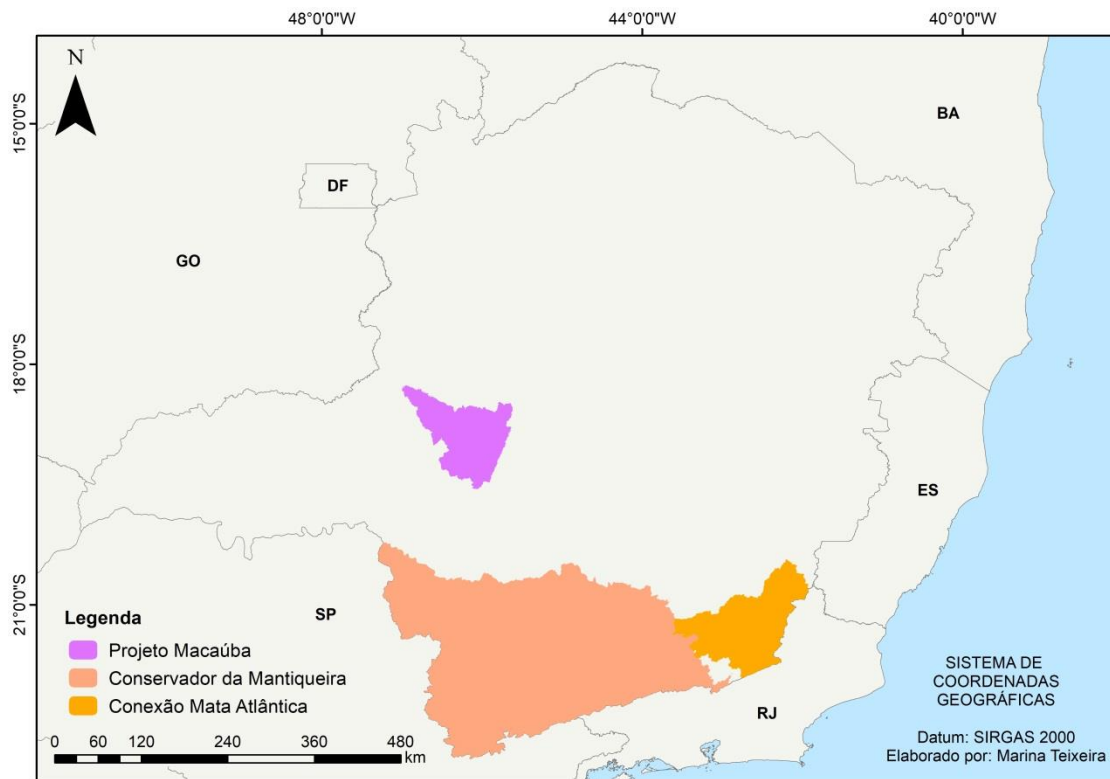 48°0'0"W
44°0'0"W
40°0'0"W
N
15°0'0"S
BA
DF
GO
18°0'0"S
ES
21°0'0"S
SP
Legenda
Projeto Macaúba
Conservador da Mantiqueira
Conexão Mata Atlântica
0 60 120 240 360 480
km
RJ
SISTEMA DE
COORDENADAS
GEOGRÁFICAS
Datum: SIRGAS 2000
Elaborado por: Marina Teixeira